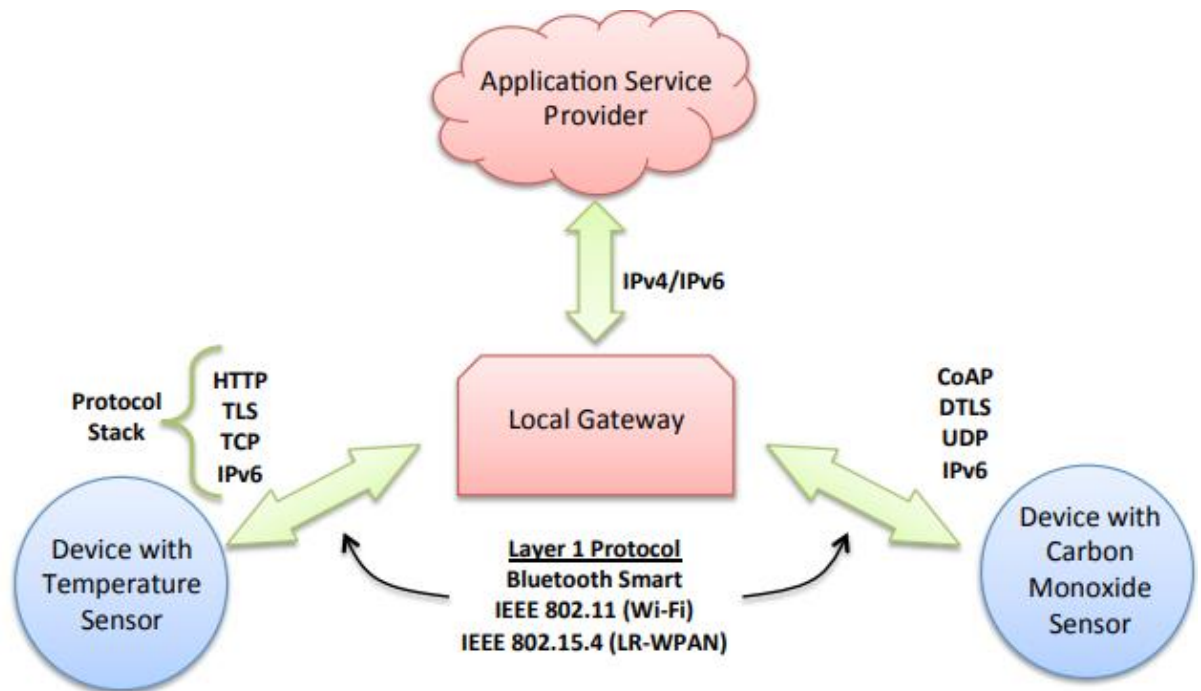 Application Service
Provider
IPv4/IPv6
Local Gateway
Protocol
Stack
HTTP
TLS
TCP
IPv6
CoAP
DTLS
UDP
IPv6
Device with
Temperature
Sensor
Layer 1 Protocol
Bluetooth Smart
IEEE 802.11 (Wi-Fi)
IEEE 802.15.4 (LR-WPAN)
Device with
Carbon
Monoxide
Sensor